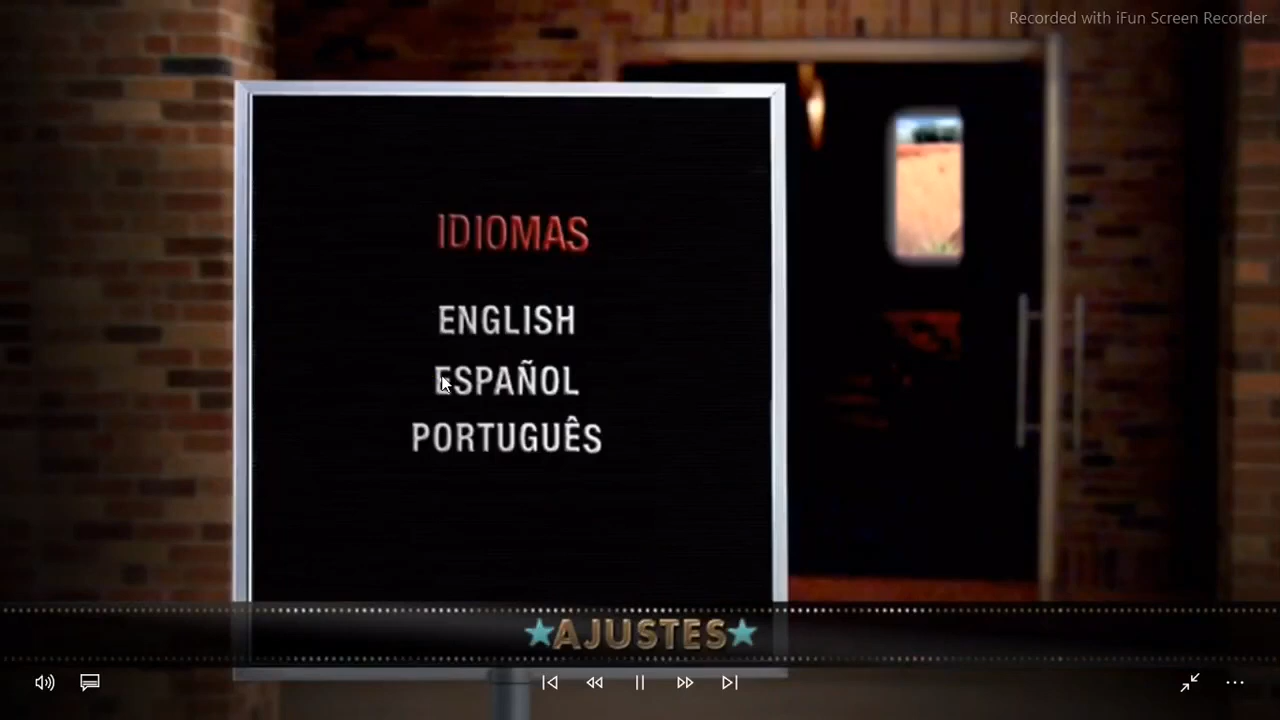 Recorded with iFun Screen Recorder
IDIOMAS
ENGLISH
ESPAÑOL
PORTUGUÊS
AJUSTES